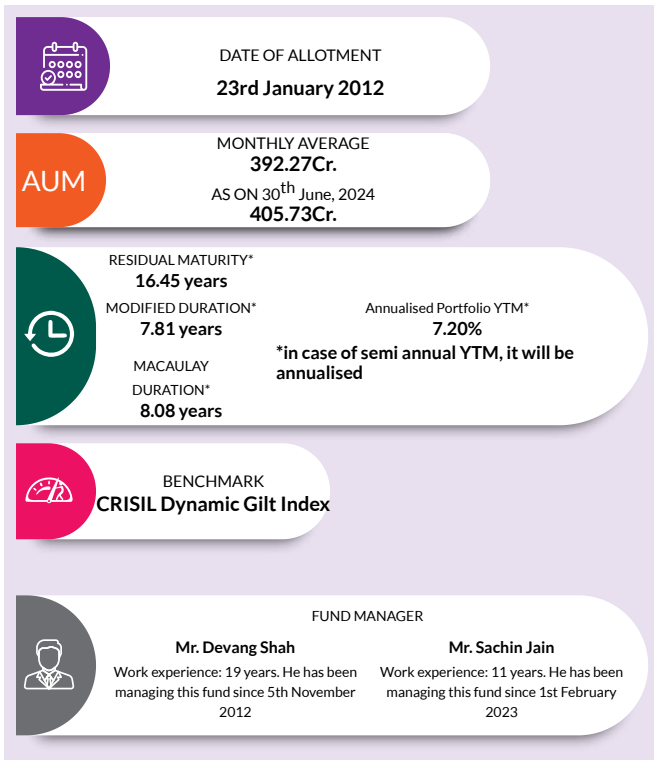 DATE OF ALLOTMENT
23rd January 2012
AUM
MONTHLY AVERAGE
392.27Cr.
AS ON 30th June, 2024
405.73Cr.
RESIDUAL MATURITY*
16.45 years
MODIFIED DURATION*
7.81 years
MACAULAY
DURATION*
8.08 years
Annualised Portfolio YTM*
7.20%
*in case of semi annual YTM, it will be
annualised
BENCHMARK
CRISIL Dynamic Gilt Index
FUND MANAGER
Mr. Devang Shah
Work experience: 19 years. He has been
managing this fund since 5th November
2012
Mr. Sachin Jain
Work experience: 11 years. He has been
managing this fund since 1st February
2023